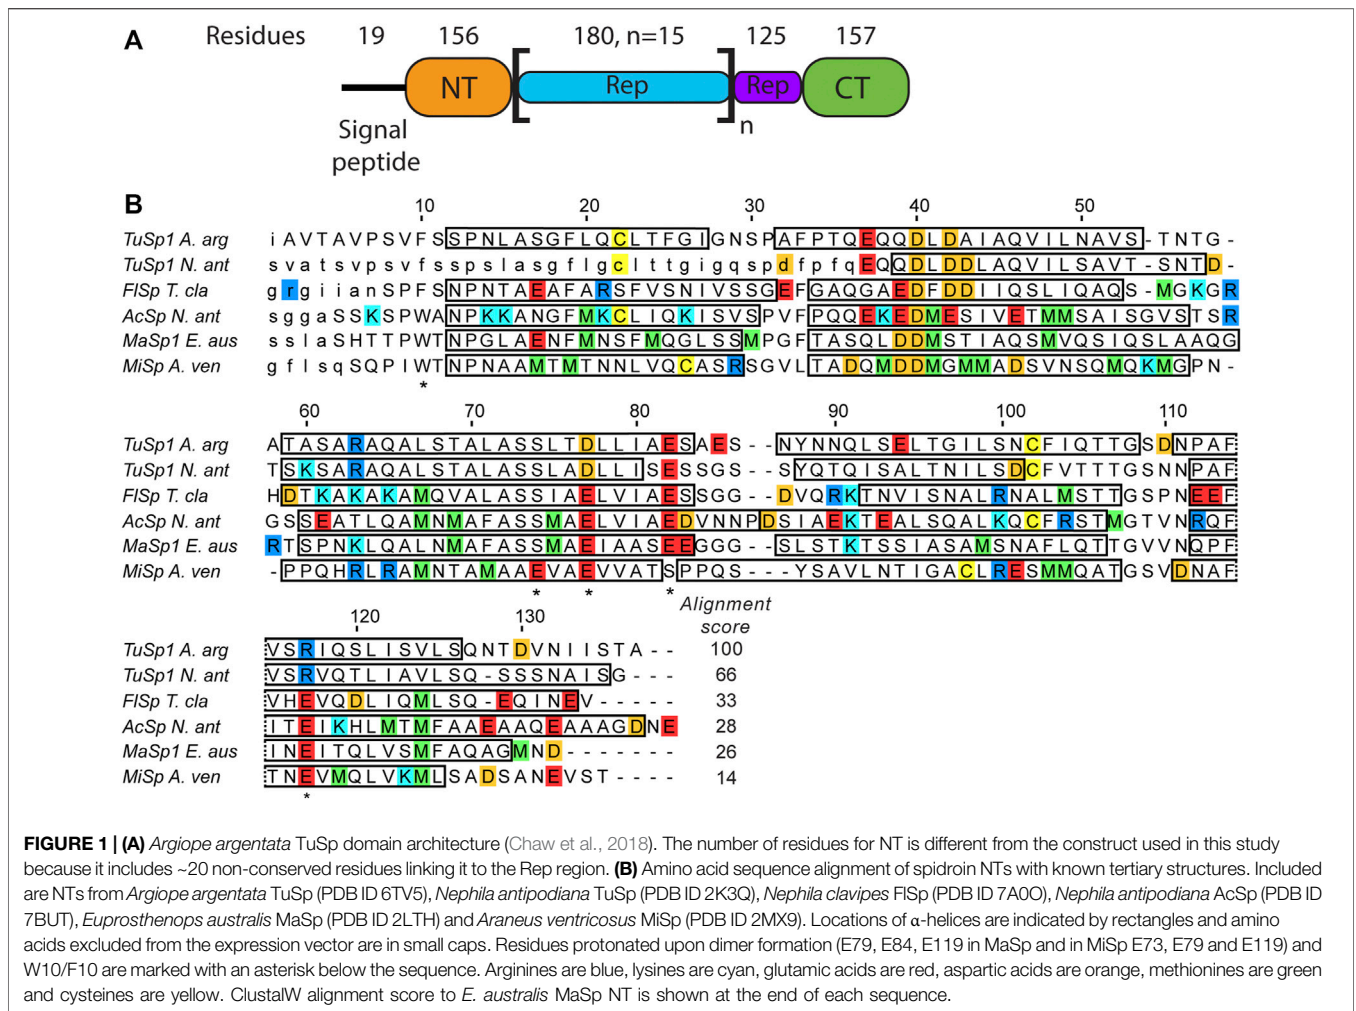 A
Residues 19 156 180, n=15 125 157
NT Rep Rep CT
n
Signal
peptide
B
10 20 30 40 50
TuSp1 A. arg iAVTAVPSVFSSPNLASGFLQCLTFGIGNSPAFPTQEQQDLDAIAQVILNAVS-TNTG-
TuSp1 N. ant svatsvpsvfsspslasgflgclttgigqspdfpfqEQQDLDDLAQVILSAVT-SNTD-
FlSp T. cla grgiianSPFSNPNTAEAFARSFVSNIVSSGEFGAQGAEDFDDIIQSLIQAQS-MGKGR
AcSp N. ant sggaSSKSPWANPKKANGFMKCLIQKISVSPVFPQQEKEDMESIVETMMSAISGVSTSR
MaSp1 E. aus sslaSHTTPWTNPGLAENFMNSFMQGLSSMPGFTASQLDDMSTIAQSMVQSIQSLAAQG
MiSp A. ven gflsqSQPIWTNPNAAMTMTNNLVQCASRSGVLTADQMDDMGMMADSVNSQMQKMGPN-
*
60 70 80 90 100 110
TuSp1 A. arg ATASARAQALSTALASSLTDLLIAESAES--NYNNQLSELTGILSNCFIQTTGSDNPAF
TuSp1 N. ant TSKSARAQALSTALASSLADLLISESSGS--SYQTQISALTNILSDCFVTTTGSNNPAF
FlSp T. cla HDTKAKAKAMQVALASSIAELVIAESSGG--DVQRKTNVISNALRNALMSTTGSPNEEF
AcSp N. ant GSSEATLQAMNMAFASSMAELVIAEDVNNPDSIAEKTEALSQALKQCFRSTMGTVNRQF
MaSp1 E. aus RTSPNKLQALNMAFASSMAEIAASEEGGG--SLSTKTSSIASAMSNAFLQTTGVVNQPF
MiSp A. ven -PPQHRLRAMNTAMAAEVAEVVATSPPQS---YSAVLNTIGACLRESMMQATGSVDNAF
* * *
120 130 Alignment
score
TuSp1 A. arg VSRIQSLISVLSQNTDVNIISTA-- 100
TuSp1 N. ant VSRVQTLIAVLSQ-SSSNAISG---- 66
FlSp T. cla VHEVQDLIQMLSQ-EQINEV----- 33
AcSp N. ant ITEIKHLMTMFAAEAAQEAAAGDNE 28
MaSp1 E. aus INEITQLVSMFAQAGMND------- 26
MiSp A. ven TNEVMQLVKMLSADSANEVST---- 14
*
FIGURE 1 | (A) Argiope argentata TuSp domain architecture (Chaw et al., 2018). The number of residues for NT is different from the construct used in this study
because it includes ~20 non-conserved residues linking it to the Rep region. (B) Amino acid sequence alignment of spidroin NTs with known tertiary structures. Included
are NTs from Argiope argentata TuSp (PDB ID 6TV5), Nephila antipodiana TuSp (PDB ID 2K3Q), Nephila clavipes FlSp (PDB ID 7A0O), Nephila antipodiana AcSp (PDB ID
7BUT), Euprosthenops australis MaSp (PDB ID 2LTH) and Araneus ventricosus MiSp (PDB ID 2MX9). Locations of α-helices are indicated by rectangles and amino
acids excluded from the expression vector are in small caps. Residues protonated upon dimer formation (E79, E84, E119 in MaSp and in MiSp E73, E79 and E119) and
W10/F10 are marked with an asterisk below the sequence. Arginines are blue, lysines are cyan, glutamic acids are red, aspartic acids are orange, methionines are green
and cysteines are yellow. ClustalW alignment score to E. australis MaSp NT is shown at the end of each sequence.